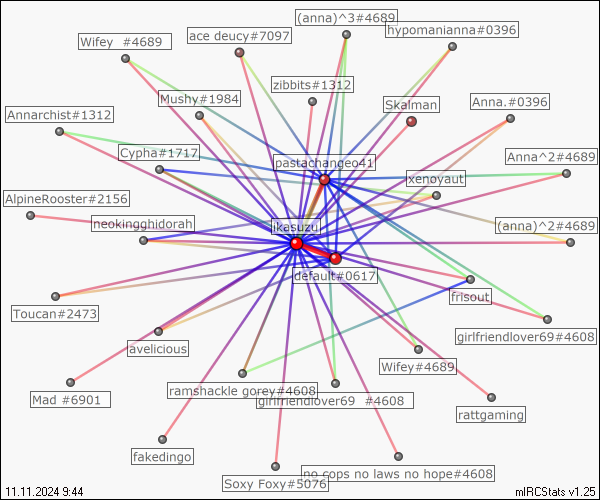 (anna)^3#4689
hypomanianna#0396
ace deucy#7097
Wifey  #4689
zibbits#1312
Mushy#1984
Skalman
Anna.#0396
Annarchist#1312
Cypha#1717
pastachangeo41
Anna^2#4689
xenoyaut
AlpineRooster#2156
neokingghidorah
ikasuzu
(anna)^2#4689
default#0617
frisout
Toucan#2473
girlfriendlover69#4608
avelicious
Wifey#4689
ramshackle gorey#4608
girlfriendlover69  #4608
Mad #6901
rattgaming
fakedingo
no cops no laws no hope#4608
Soxy Foxy#5076
11.11.2024 9:44
mIRCStats v1.25